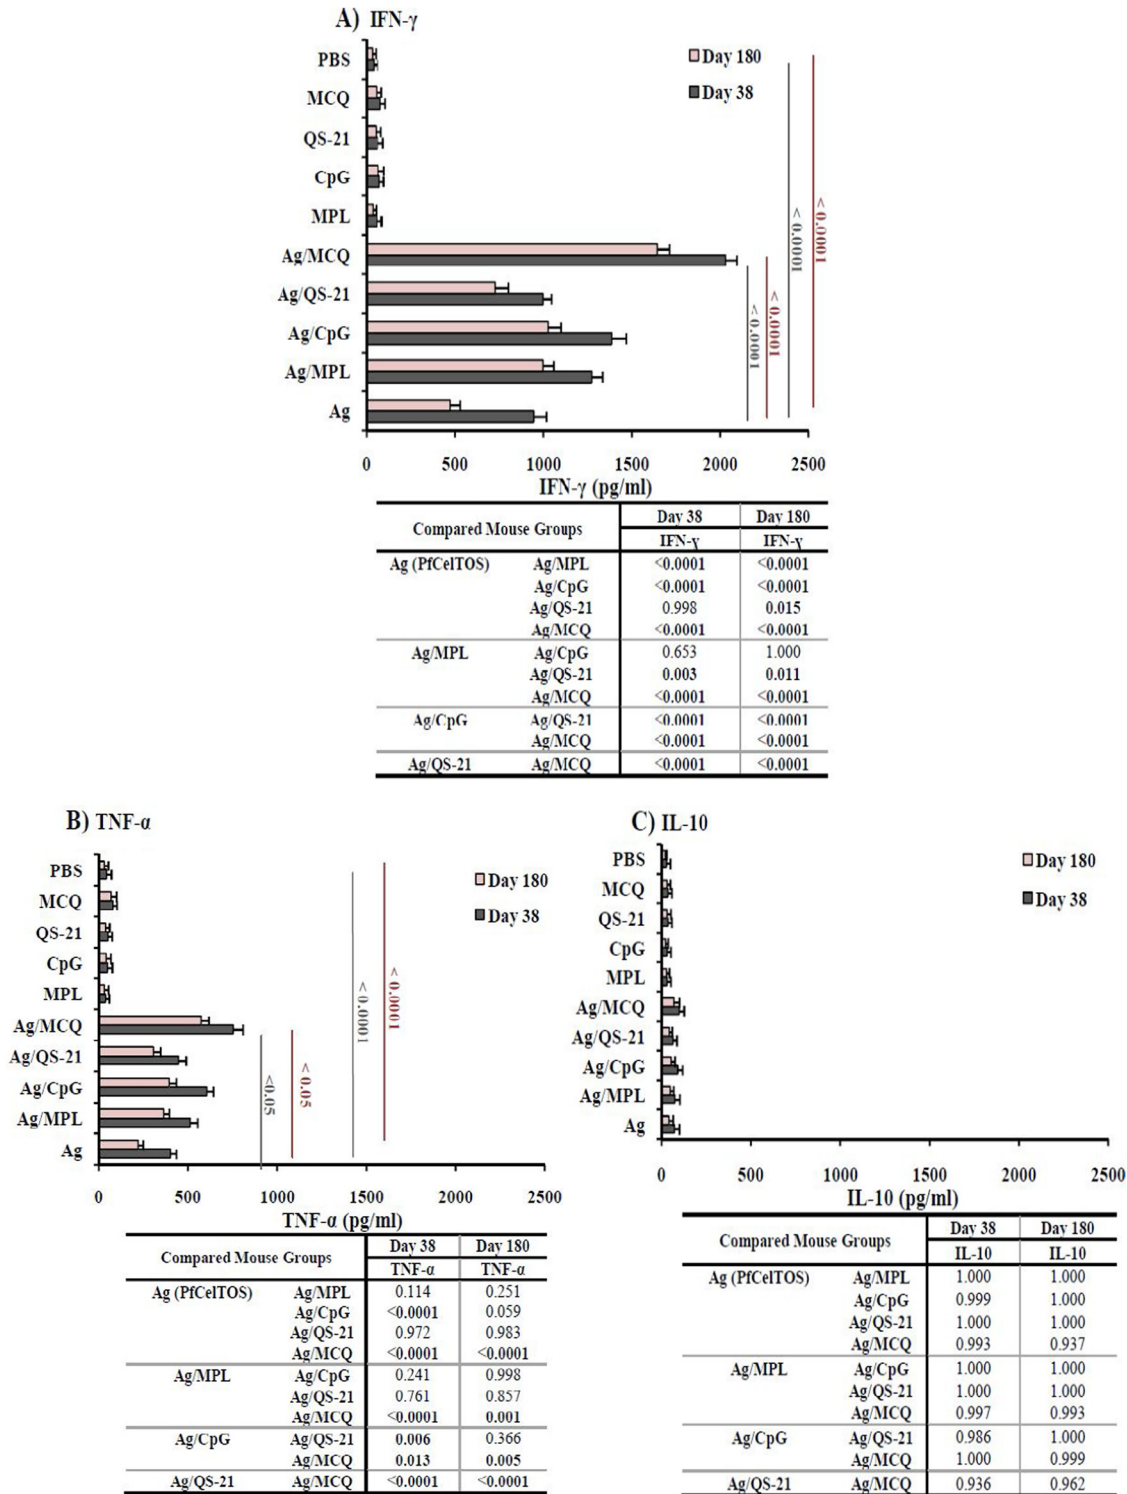 A) IFN-γ
Day 180
Day 38
PBS
MCQ
QS-21
CpG
MPL
Ag/MCQ
Ag/QS-21
Ag/CpG
Ag/MPL
Ag
< 0.0001
< 0.0001
< 0.0001
< 0.0001
0 500 1000 1500 2000 2500
IFN-γ (pg/ml)
Compared Mouse Groups Day 38 Day 180
IFN-γ IFN-γ
Ag (PfCelTOS) Ag/MPL <0.0001 <0.0001
Ag/CpG <0.0001 <0.0001
Ag/QS-21 0.998 0.015
Ag/MCQ <0.0001 <0.0001
Ag/MPL Ag/CpG 0.653 1.000
Ag/QS-21 0.003 0.011
Ag/MCQ <0.0001 <0.0001
Ag/CpG Ag/QS-21 <0.0001 <0.0001
Ag/MCQ <0.0001 <0.0001
Ag/QS-21 Ag/MCQ <0.0001 <0.0001
B) TNF-α
Day 180
Day 38
PBS
MCQ
QS-21
CpG
MPL
Ag/MCQ
Ag/QS-21
Ag/CpG
Ag/MPL
Ag
<0.05
< 0.05
< 0.0001
< 0.0001
0 500 1000 1500 2000 2500
TNF-α (pg/ml)
Compared Mouse Groups Day 38 Day 180
TNF-α TNF-α
Ag (PfCelTOS) Ag/MPL 0.114 0.251
Ag/CpG <0.0001 0.059
Ag/QS-21 0.972 0.983
Ag/MCQ <0.0001 <0.0001
Ag/MPL Ag/CpG 0.241 0.998
Ag/QS-21 0.761 0.857
Ag/MCQ <0.0001 0.001
Ag/CpG Ag/QS-21 0.006 0.366
Ag/MCQ 0.013 0.005
Ag/QS-21 Ag/MCQ <0.0001 <0.0001
C) IL-10
Day 180
Day 38
PBS
MCQ
QS-21
CpG
MPL
Ag/MCQ
Ag/QS-21
Ag/CpG
Ag/MPL
Ag
0 500 1000 1500 2000 2500
IL-10 (pg/ml)
Compared Mouse Groups Day 38 Day 180
IL-10 IL-10
Ag (PfCelTOS) Ag/MPL 1.000 1.000
Ag/CpG 0.999 1.000
Ag/QS-21 1.000 1.000
Ag/MCQ 0.993 0.937
Ag/MPL Ag/CpG 1.000 1.000
Ag/QS-21 1.000 1.000
Ag/MCQ 0.997 0.993
Ag/CpG Ag/QS-21 0.986 1.000
Ag/MCQ 1.000 0.999
Ag/QS-21 Ag/MCQ 0.936 0.962